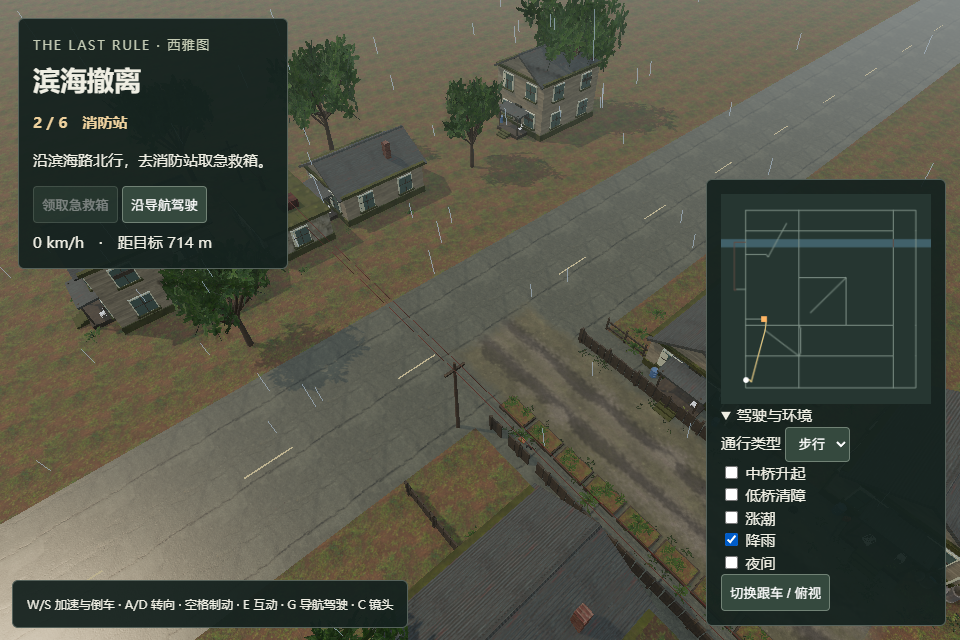 THE LAST RULE · 西雅图
滨海撤离
2 / 6 消防站
沿滨海路北行，去消防站取急救箱。
领取急救箱 沿导航驾驶
0 km/h · 距目标 714 m
▼ 驾驶与环境
通行类型 步行
中桥升起
低桥清障
涨潮
降雨
夜间
切换跟车 / 俯视
W/S 加速与倒车 · A/D 转向 · 空格制动 · E 互动 · G 导航驾驶 · C 镜头